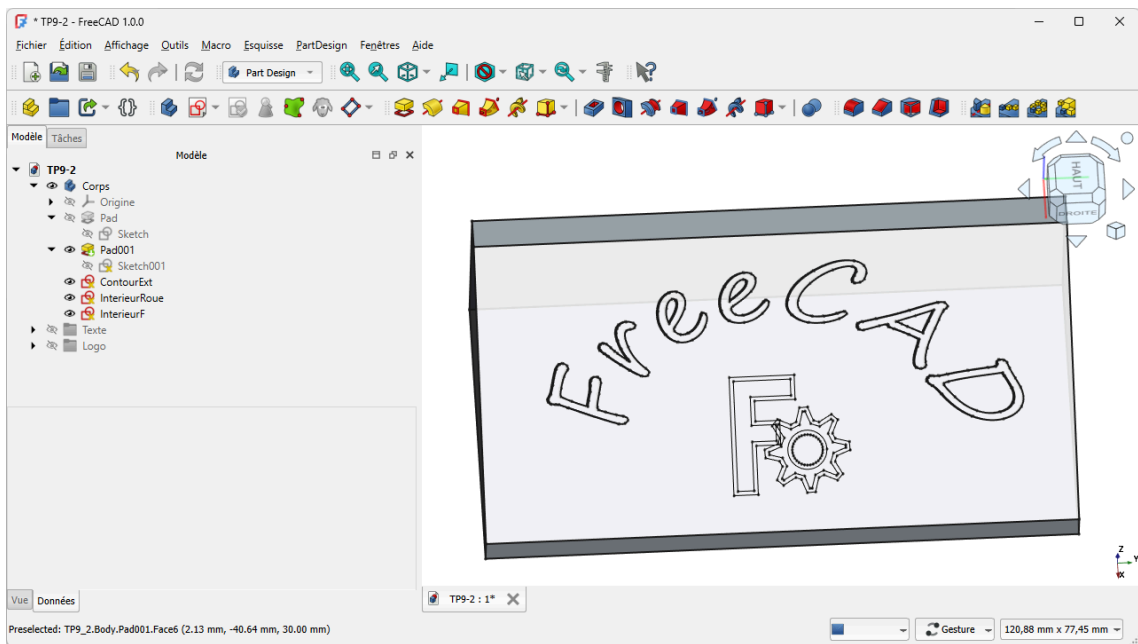 * TP9-2 - FreeCAD 1.0.0
Fichier Édition Affichage Outils Macro Esquisse PartDesign Fenêtres Aide
Part Design
Modèle Tâches
Modèle
TP9-2
Corps
Origine
Pad
Sketch
Pad001
Sketch001
ContourExt
InterieurRoue
InterieurF
Texte
Logo
HAUT
DROITE
FreeCAD
F
Z
Y
X
Vue Données
TP9-2 : 1*
Preselected: TP9_2.Body.Pad001.Face6 (2.13 mm, -40.64 mm, 30.00 mm)
Gesture
120,88 mm x 77,45 mm